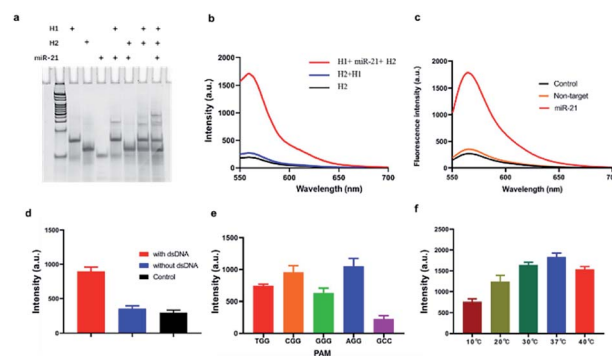 a
H1 + + + +
H2 + + + +
miR-21 + + + +
b
Intensity (a.u.)
2000
1500
1000
500
0
550 600 650 700
Wavelength (nm)
H1+ miR-21+ H2
H2+H1
H2
c
Fluorescence intensity (a.u.)
2000
1500
1000
500
0
550 600 650 700
Wavelength (nm)
Control
Non-target
miR-21
d
Intensity (a.u.)
1500
1000
500
0
with dsDNA
without dsDNA
Control
e
Intensity (a.u.)
1500
1000
500
0
TGG CGG GGG AGG GCC
PAM
f
Intensity (a.u.)
2500
2000
1500
1000
500
0
10℃ 20℃ 30℃ 37℃ 40℃